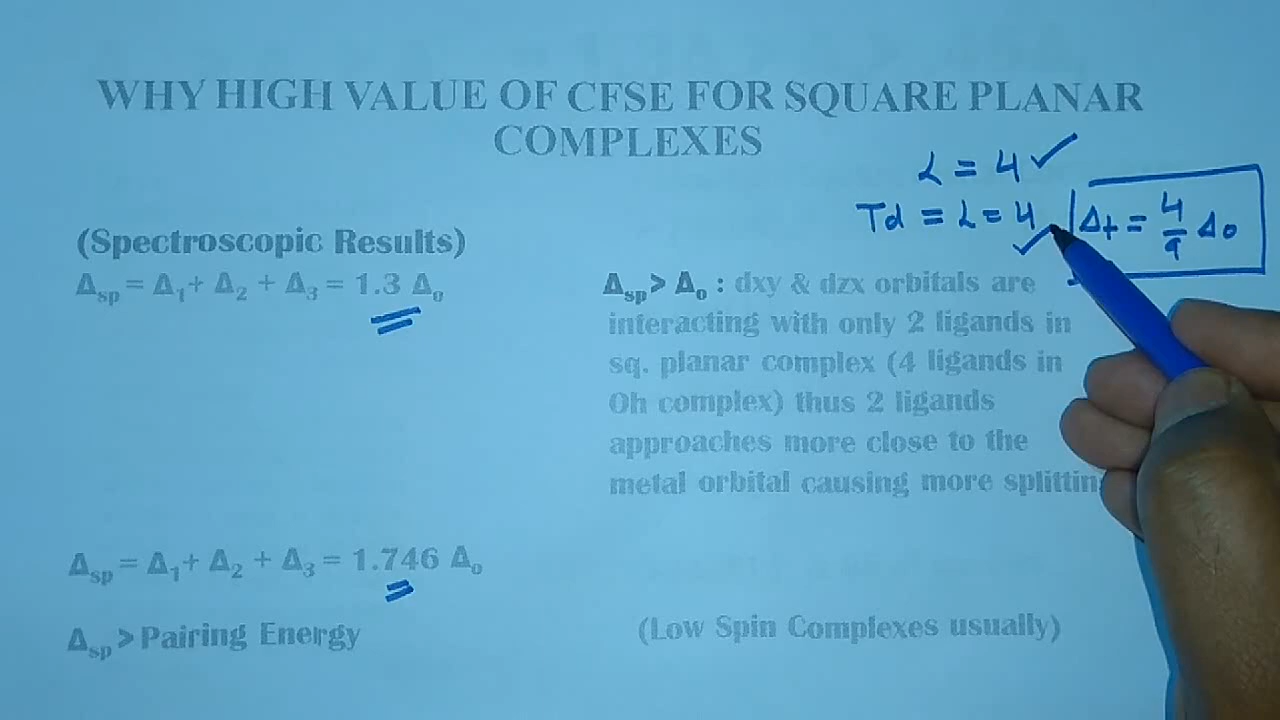 WHY HIGH VALUE OF CFSE FOR SQUARE PLANAR
COMPLEXES
L = 4 ✓
Td = L = 4 ✓
Δt = 4/9 Δo
(Spectroscopic Results)
Δsp = Δ1+ Δ2 + Δ3 = 1.3 Δo
Δsp> Δo : dxy & dzx orbitals are
interacting with only 2 ligands in
sq. planar complex (4 ligands in
Oh complex) thus 2 ligands
approaches more close to the
metal orbital causing more splitting
Δsp = Δ1+ Δ2 + Δ3 = 1.746 Δo
Δsp > Pairing Energy
(Low Spin Complexes usually)